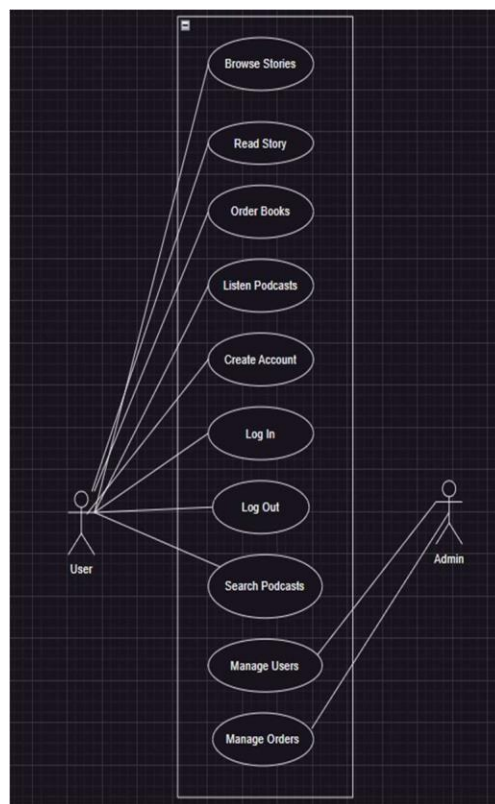 Browse Stories
Read Story
Order Books
Listen Podcasts
Create Account
Log In
Log Out
User
Admin
Search Podcasts
Manage Users
Manage Orders